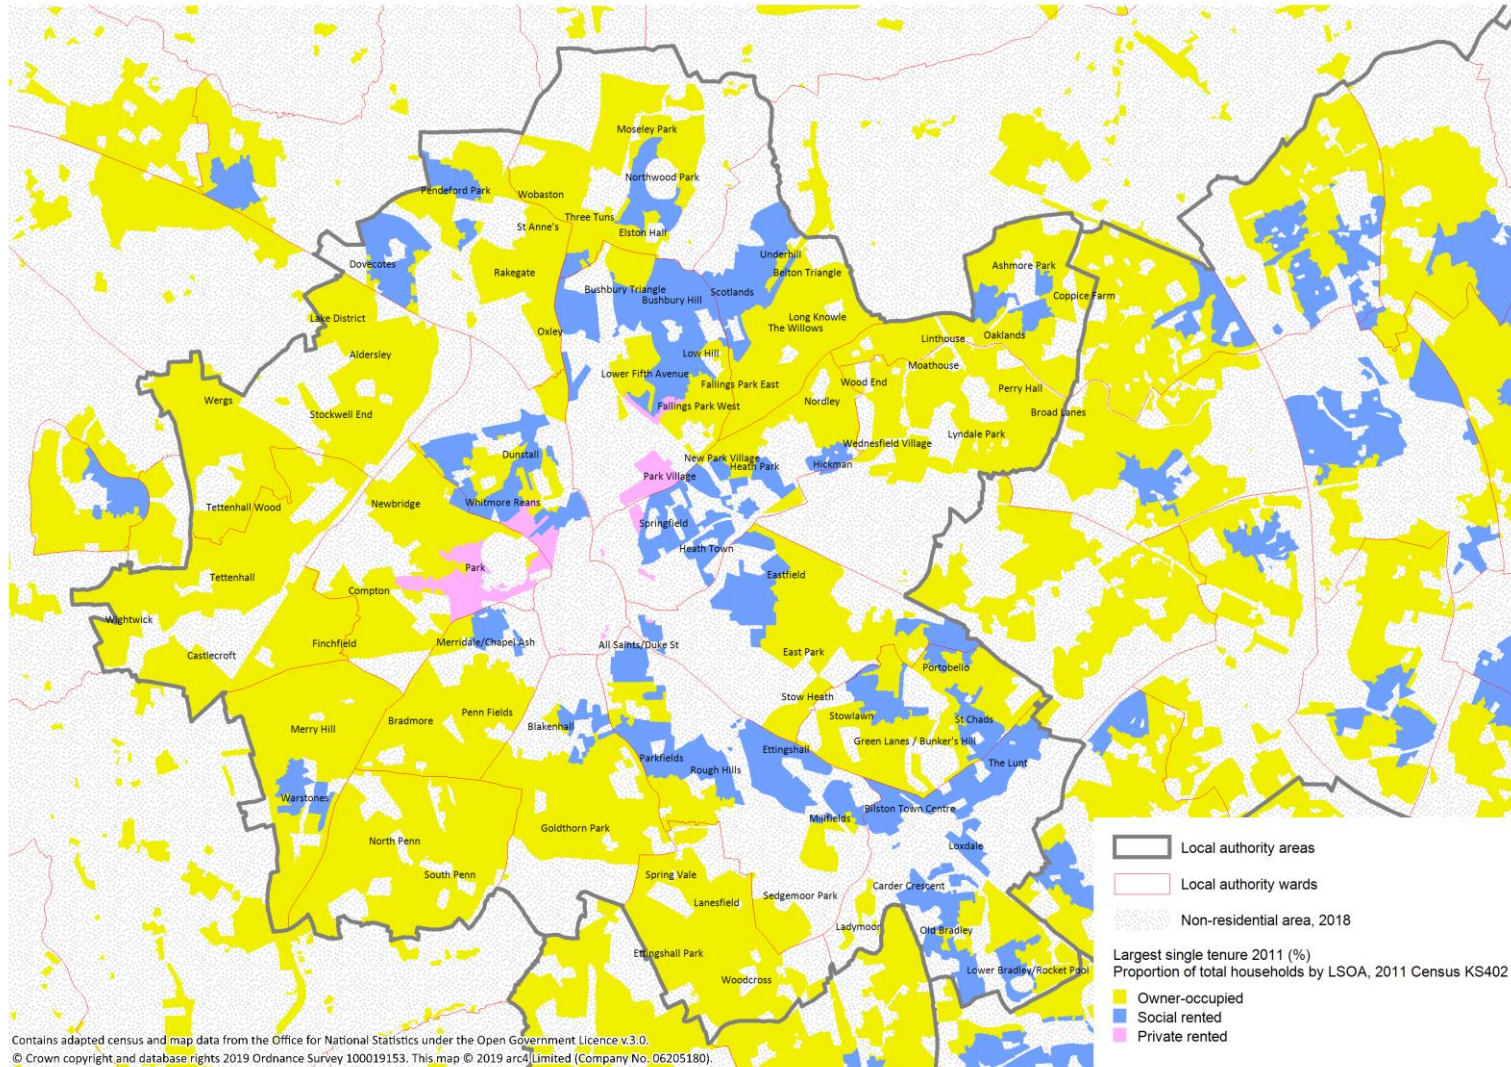 Moseley Park
Northwood Park
Pendeford Park
Wobaston
Three Tuns
St Anne's
Elston Hall
Underhill
Dovecotes
Rakegate
Belton Triangle
Ashmore Park
Bushbury Triangle
Bushbury Hill
Scotlands
Coppice Farm
Lake District
Oxley
Long Knowle
The Willows
Linthouse
Oaklands
Aldersley
Low Hill
Moathouse
Lower Fifth Avenue
Fallings Park East
Wood End
Perry Hall
Wergs
Stockwell End
Fallings Park West
Nordley
Broad Lanes
Lyndale Park
Wednesfield Village
Dunstall
New Park Village
Heath Park
Hickman
Park Village
Tettenhall Wood
Newbridge
Whitmore Reans
Springfield
Heath Town
Park
Tettenhall
Compton
Eastfield
Wightwick
Castlecroft
Finchfield
Merridale/Chapel Ash
All Saints/Duke St
East Park
Portobello
Stow Heath
Merry Hill
Bradmore
Penn Fields
Blakenhall
Stowlawn
St Chads
Green Lanes / Bunker's Hill
Ettingshall
Parkfields
Rough Hills
The Lunt
Warstones
Bilston Town Centre
Millfields
Goldthorn Park
North Penn
Loxdale
South Penn
Spring Vale
Sedgemoor Park
Carder Crescent
Lanesfield
Ladymoor
Old Bradley
Ettingshall Park
Woodcross
Lower Bradley/Rocket Pool
Local authority areas
Local authority wards
Non-residential area, 2018
Largest single tenure 2011 (%)
Proportion of total households by LSOA, 2011 Census KS402
Owner-occupied
Social rented
Private rented
Contains adapted census and map data from the Office for National Statistics under the Open Government Licence v.3.0.
© Crown copyright and database rights 2019 Ordnance Survey 100019153. This map © 2019 arc4 Limited (Company No. 06205180).